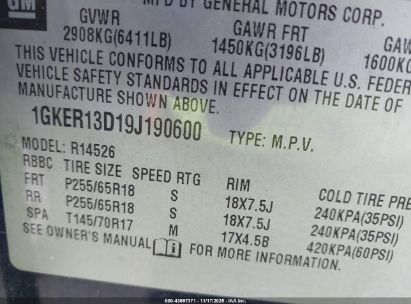 GM
MFD BY GENERAL MOTORS CORP.
GVWR GAWR FRT GAW
2908KG(6411LB) 1450KG(3196LB) 1600K
THIS VEHICLE CONFORMS TO ALL APPLICABLE U.S. FEDER
VEHICLE SAFETY STANDARDS IN EFFECT ON THE DATE OF
MANUFACTURE SHOWN ABOVE.
1GKER13D19J190600 TYPE: M.P.V.
MODEL: R14526
RBBC TIRE SIZE SPEED RTG RIM COLD TIRE PRE
FRT P255/65R18 S 18X7.5J 240KPA(35PSI)
RR P255/65R18 S 18X7.5J 240KPA(35PSI)
SPA T145/70R17 M 17X4.5B 420KPA(60PSI)
SEE OWNER'S MANUAL FOR MORE INFORMATION.